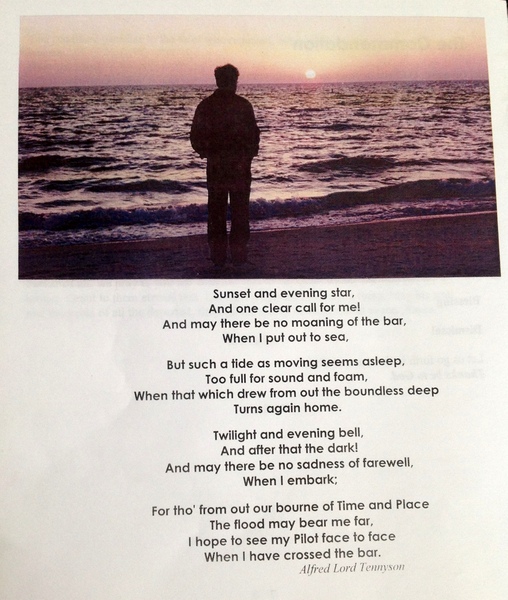 Sunset and evening star,
And one clear call for me!
And may there be no moaning of the bar,
When I put out to sea,
But such a tide as moving seems asleep,
Too full for sound and foam,
When that which drew from out the boundless deep
Turns again home.
Twilight and evening bell,
And after that the dark!
And may there be no sadness of farewell,
When I embark;
For tho' from out our bourne of Time and Place
The flood may bear me far,
I hope to see my Pilot face to face
When I have crossed the bar.
Alfred Lord Tennyson